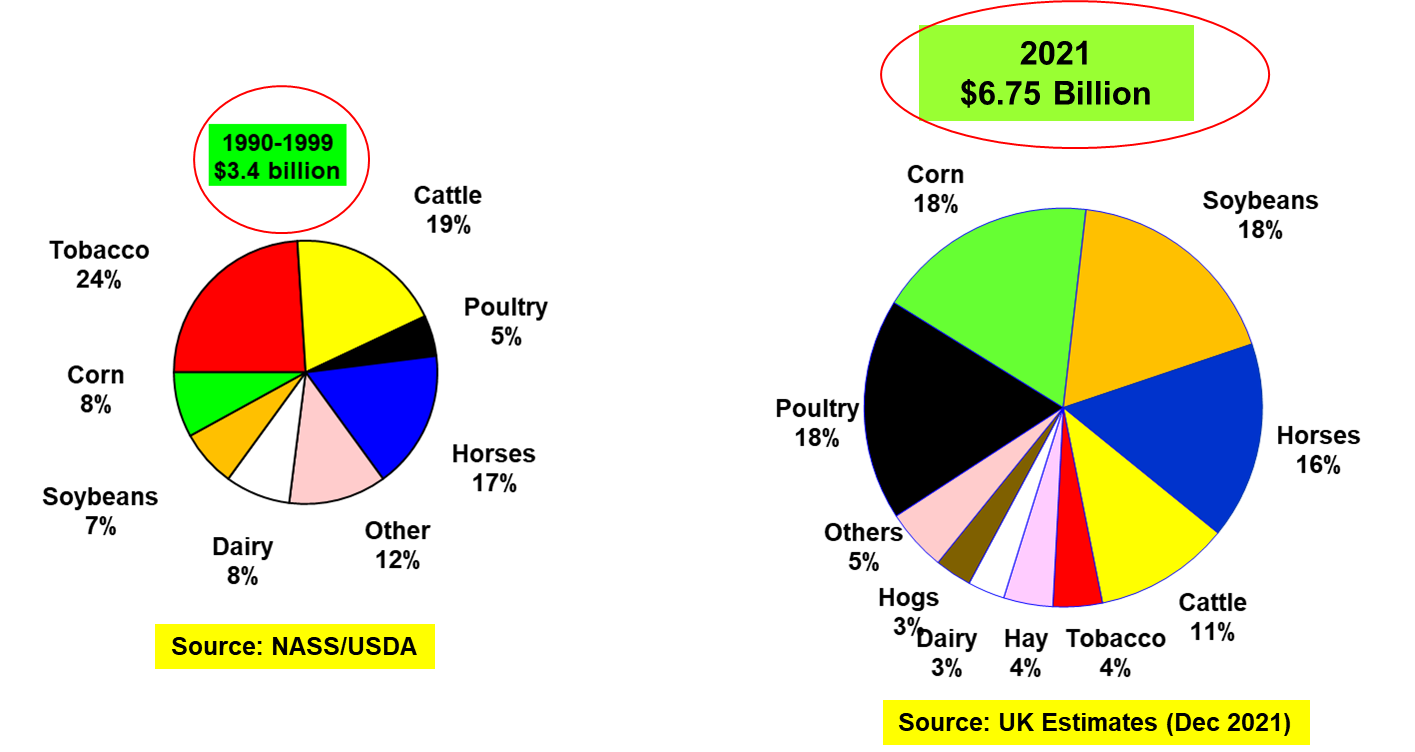 1990-1999
$3.4 billion
Cattle
19%
Poultry
5%
Horses
17%
Other
12%
Dairy
8%
Soybeans
7%
Corn
8%
Tobacco
24%
Source: NASS/USDA
2021
$6.75 Billion
Corn
18%
Soybeans
18%
Horses
16%
Cattle
11%
Tobacco
4%
Hay
4%
Dairy
3%
Hogs
3%
Others
5%
Poultry
18%
Source: UK Estimates (Dec 2021)